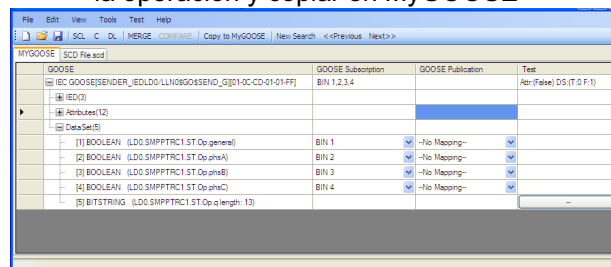 la operación y copiar en MyGOOSE
File Edit View Tools Test Help
SCL C DL MERGE COMPARE Copy to MyGOOSE New Search <<Previous Next>>
MYGOOSE SCD File.scd
GOOSE GOOSE Subscription GOOSE Publication Test
IEC GOOSE[SENDER_IEDLD0/LLN0$GO$SEND_G][01-0C-CD-01-01-FF] BIN 1,2,3,4 Attr:(False) DS:(T:0 F:1)
IED(3)
Attributes(12)
DataSet(5)
[1] BOOLEAN (LD0.SMPPTRC1.ST.Op.general) BIN 1 --No Mapping--
[2] BOOLEAN (LD0.SMPPTRC1.ST.Op.phsA) BIN 2 --No Mapping--
[3] BOOLEAN (LD0.SMPPTRC1.ST.Op.phsB) BIN 3 --No Mapping--
[4] BOOLEAN (LD0.SMPPTRC1.ST.Op.phsC) BIN 4 --No Mapping--
[5] BITSTRING (LD0.SMPPTRC1.ST.Op.q length: 13) --